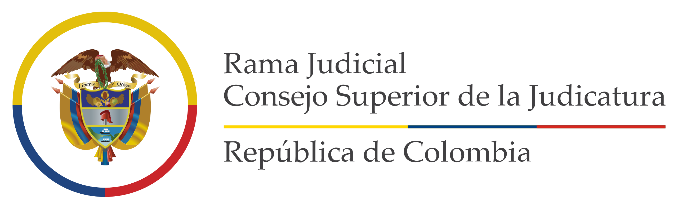 Rama Judicial
Consejo Superior de la Judicatura
República de Colombia